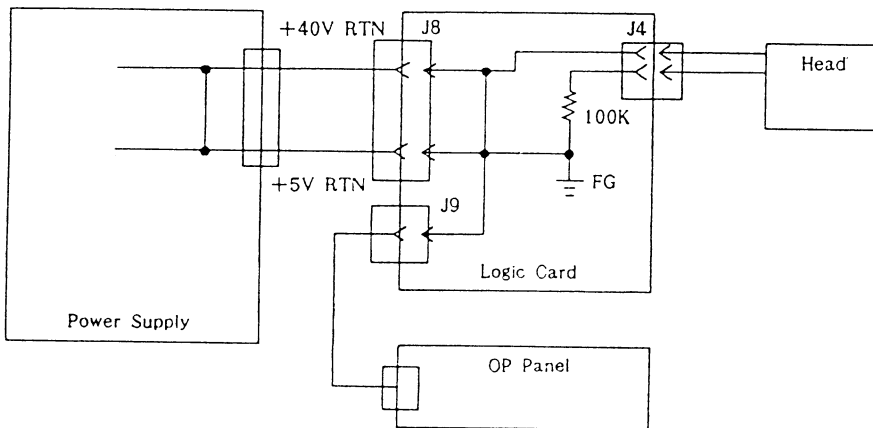 +40V RTN
J8
J4
Head
100K
FG
+5V RTN
J9
Logic Card
Power Supply
OP Panel